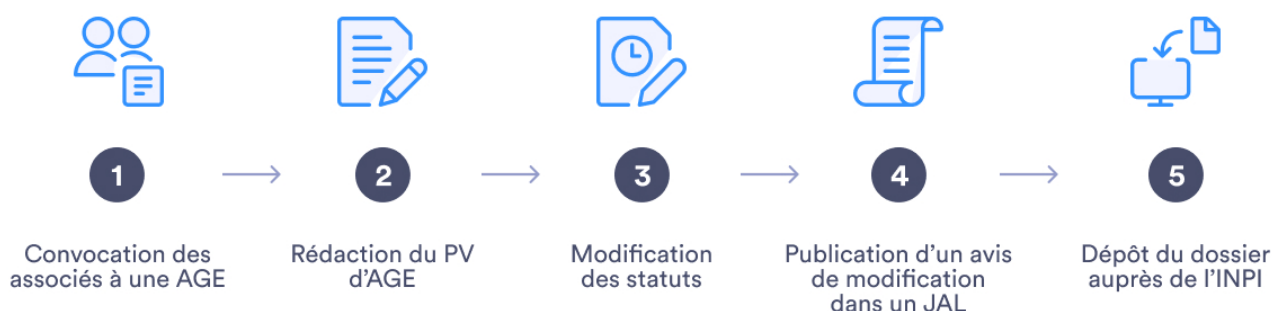 1
2
3
4
5
Convocation des
associés à une AGE
Rédaction du PV
d'AGE
Modification
des statuts
Publication d'un avis
de modification
dans un JAL
Dépôt du dossier
auprès de l'INPI